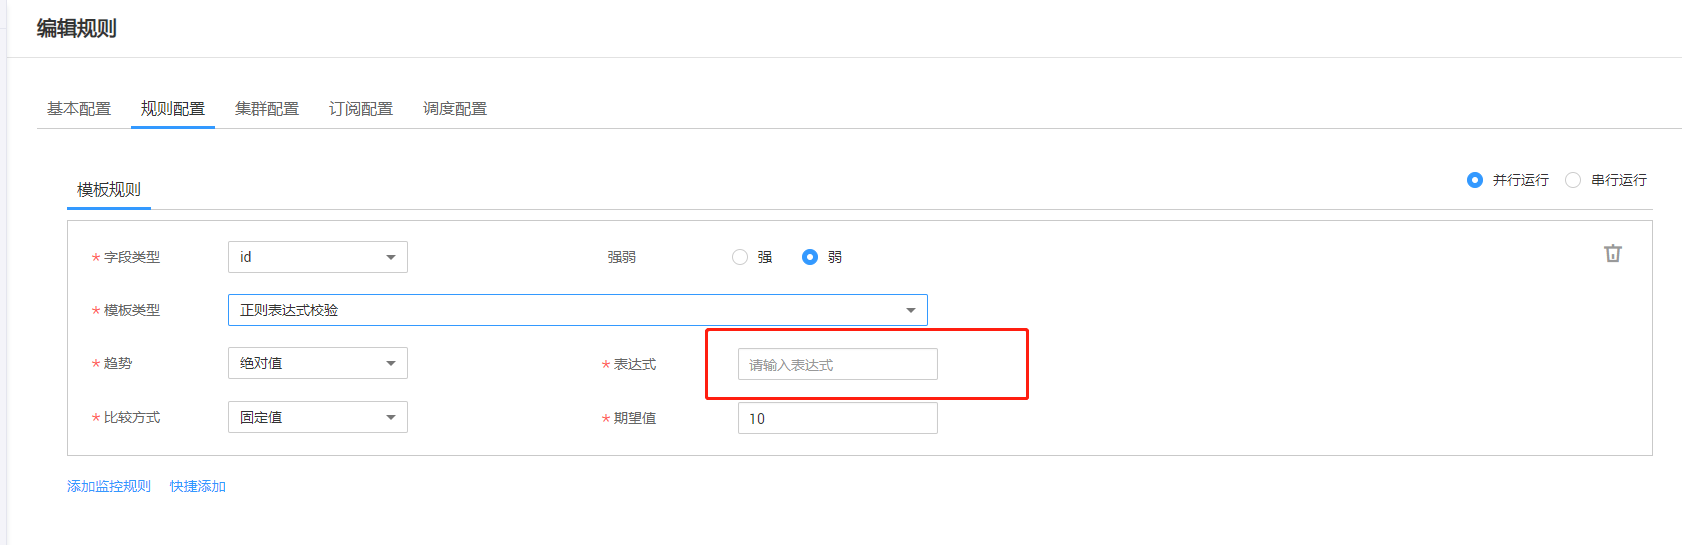 编辑规则
基本配置 规则配置 集群配置 订阅配置 调度配置
模板规则 并行运行 串行运行
* 字段类型 id 强弱 强 弱
* 模板类型 正则表达式校验
* 趋势 绝对值 * 表达式 请输入表达式
* 比较方式 固定值 * 期望值 10
添加监控规则 快捷添加